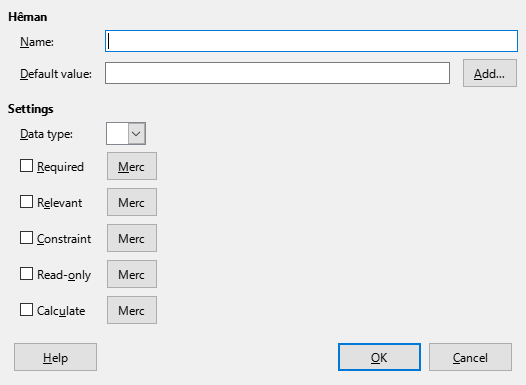 Hêman
Name:
Default value: Add...
Settings
Data type:
Required Merc
Relevant Merc
Constraint Merc
Read-only Merc
Calculate Merc
Help OK Cancel